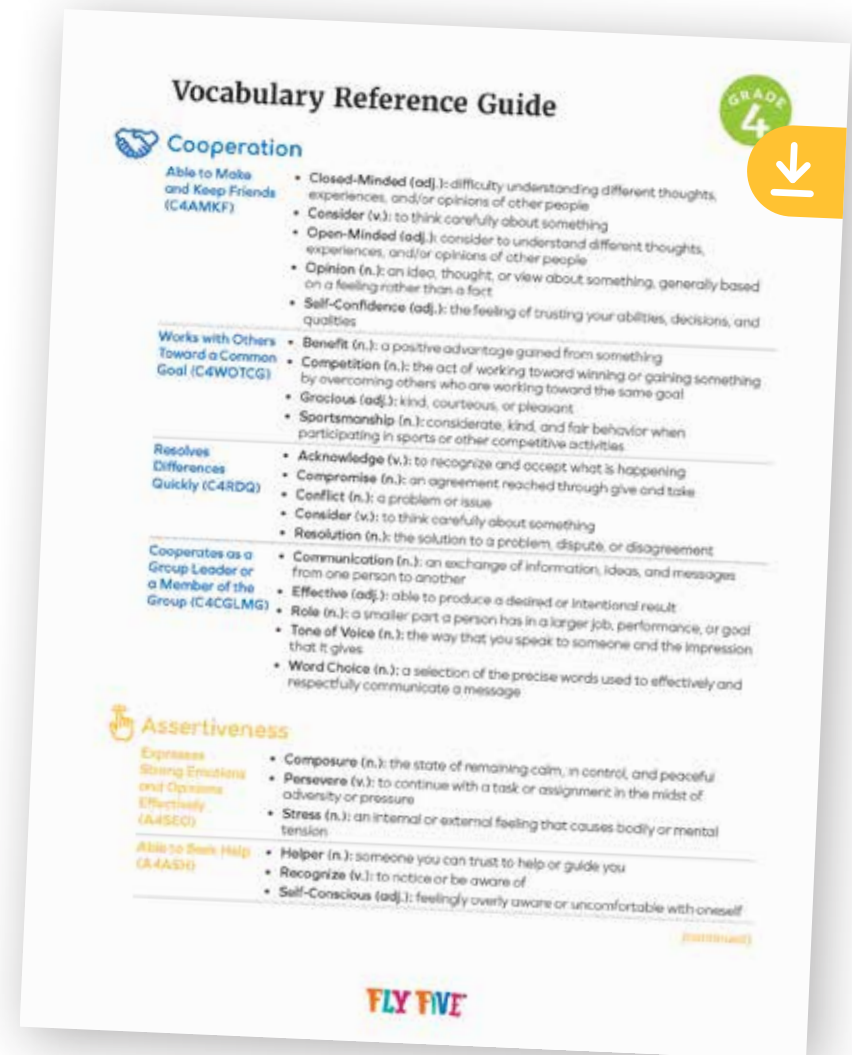 Vocabulary Reference Guide
GRADE
4
Cooperation
Able to Make
and Keep Friends
(C4AMKF)
• Closed-Minded (adj.): difficulty understanding different thoughts,
experiences, and/or opinions of other people
• Consider (v.): to think carefully about something
• Open-Minded (adj.): consider to understand different thoughts,
experiences, and/or opinions of other people
• Opinion (n.): an idea, thought, or view about something, generally based
on a feeling rather than a fact
• Self-Confidence (adj.): the feeling of trusting your abilities, decisions, and
qualities
Works with Others
Toward a Common
Goal (C4WOTCG)
• Benefit (n.): a positive advantage gained from something
• Competition (n.): the act of working toward winning or gaining something
by overcoming others who are working toward the same goal
• Gracious (adj.): kind, courteous, or pleasant
• Sportsmanship (n.): considerate, kind, and fair behavior when
participating in sports or other competitive activities
Resolves
Differences
Quickly (C4RDQ)
• Acknowledge (v.): to recognize and accept what is happening
• Compromise (n.): an agreement reached through give and take
• Conflict (n.): a problem or issue
• Consider (v.): to think carefully about something
• Resolution (n.): the solution to a problem, dispute, or disagreement
Cooperates as a
Group Leader or
a Member of the
Group (C4CGLMG)
• Communication (n.): an exchange of information, ideas, and messages
from one person to another
• Effective (adj.): able to produce a desired or intentional result
• Role (n.): a smaller part a person has in a larger job, performance, or goal
• Tone of Voice (n.): the way that you speak to someone and the impression
that it gives
• Word Choice (n.): a selection of the precise words used to effectively and
respectfully communicate a message
Assertiveness
Expresses
Strong Emotions
and Opinions
Effectively
(A4SEO)
• Composure (n.): the state of remaining calm, in control, and peaceful
• Persevere (v.): to continue with a task or assignment in the midst of
adversity or pressure
• Stress (n.): an internal or external feeling that causes bodily or mental
tension
Able to Seek Help
(A4ASH)
• Helper (n.): someone you can trust to help or guide you
• Recognize (v.): to notice or be aware of
• Self-Conscious (adj.): feelingly overly aware or uncomfortable with oneself
(continued)
FLY FIVE